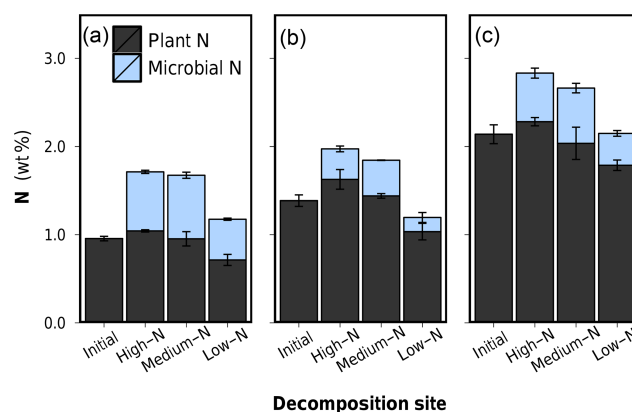 (a)
Plant N
Microbial N
(b)
(c)
3.0
2.0
1.0
0.0
N (wt %)
Initial
High−N
Medium−N
Low−N
Initial
High−N
Medium−N
Low−N
Initial
High−N
Medium−N
Low−N
Decomposition site